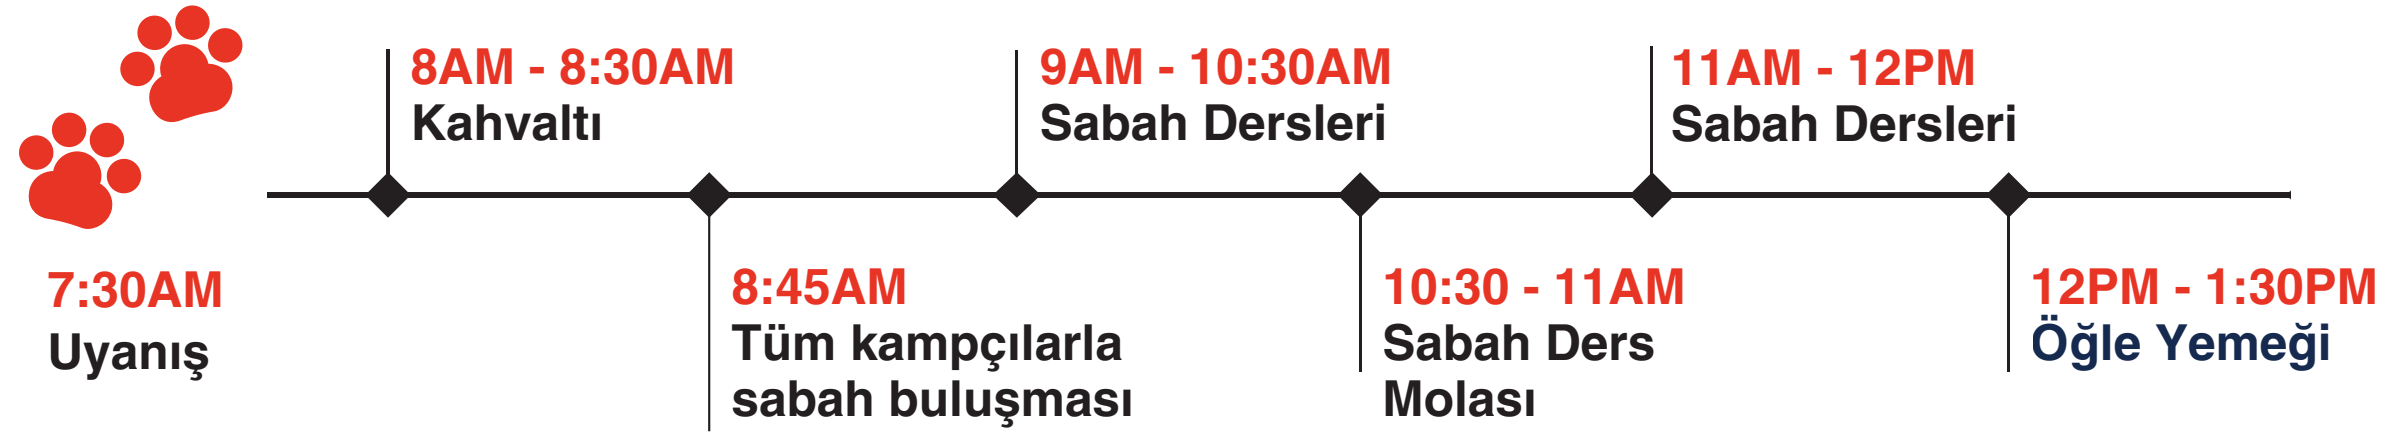 7:30AM
Uyanış
8AM - 8:30AM
Kahvaltı
8:45AM
Tüm kampçılarla
sabah buluşması
9AM - 10:30AM
Sabah Dersleri
10:30 - 11AM
Sabah Ders
Molası
11AM - 12PM
Sabah Dersleri
12PM - 1:30PM
Öğle Yemeği